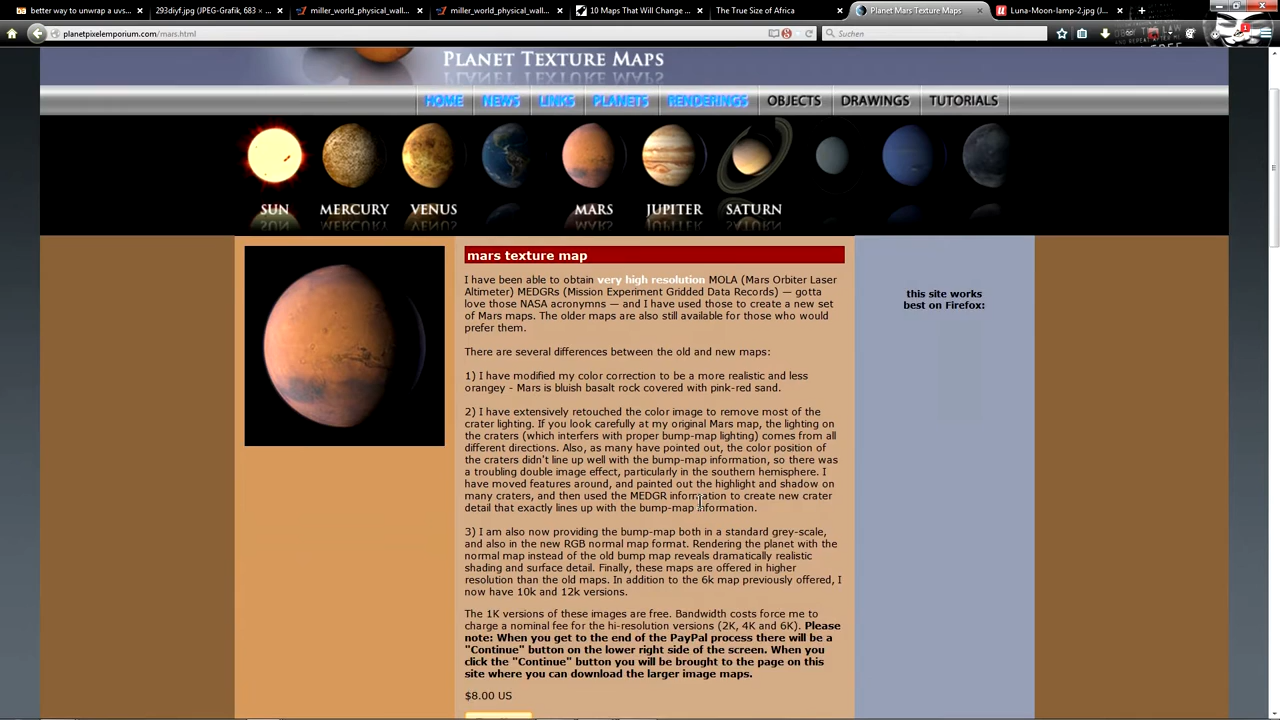 better way to unwrap a uvs...
293diyf.jpg (JPEG-Grafik, 683 × ...
miller_world_physical_wall...
miller_world_physical_wall...
10 Maps That Will Change ...
The True Size of Africa
Planet Mars Texture Maps
Luna-Moon-lamp-2.jpg (J...
planetpixelemporium.com/mars.html
Suchen
PLANET TEXTURE MAPS
HOME NEWS LINKS PLANETS RENDERINGS OBJECTS DRAWINGS TUTORIALS
SUN MERCURY VENUS MARS JUPITER SATURN
mars texture map
I have been able to obtain very high resolution MOLA (Mars Orbiter Laser
Altimeter) MEDGRs (Mission Experiment Gridded Data Records) — gotta
love those NASA acronymns — and I have used those to create a new set
of Mars maps. The older maps are also still available for those who would
prefer them.
There are several differences between the old and new maps:
1) I have modified my color correction to be a more realistic and less
orangey - Mars is bluish basalt rock covered with pink-red sand.
2) I have extensively retouched the color image to remove most of the
crater lighting. If you look carefully at my original Mars map, the lighting on
the craters (which interfers with proper bump-map lighting) comes from all
different directions. Also, as many have pointed out, the color position of
the craters didn't line up well with the bump-map information, so there was
a troubling double image effect, particularly in the southern hemisphere. I
have moved features around, and painted out the highlight and shadow on
many craters, and then used the MEDGR information to create new crater
detail that exactly lines up with the bump-map information.
3) I am also now providing the bump-map both in a standard grey-scale,
and also in the new RGB normal map format. Rendering the planet with the
normal map instead of the old bump map reveals dramatically realistic
shading and surface detail. Finally, these maps are offered in higher
resolution than the old maps. In addition to the 6k map previously offered, I
now have 10k and 12k versions.
The 1K versions of these images are free. Bandwidth costs force me to
charge a nominal fee for the hi-resolution versions (2K, 4K and 6K). Please
note: When you get to the end of the PayPal process there will be a
"Continue" button on the lower right side of the screen. When you
click the "Continue" button you will be brought to the page on this
site where you can download the larger image maps.
$8.00 US
this site works
best on Firefox: